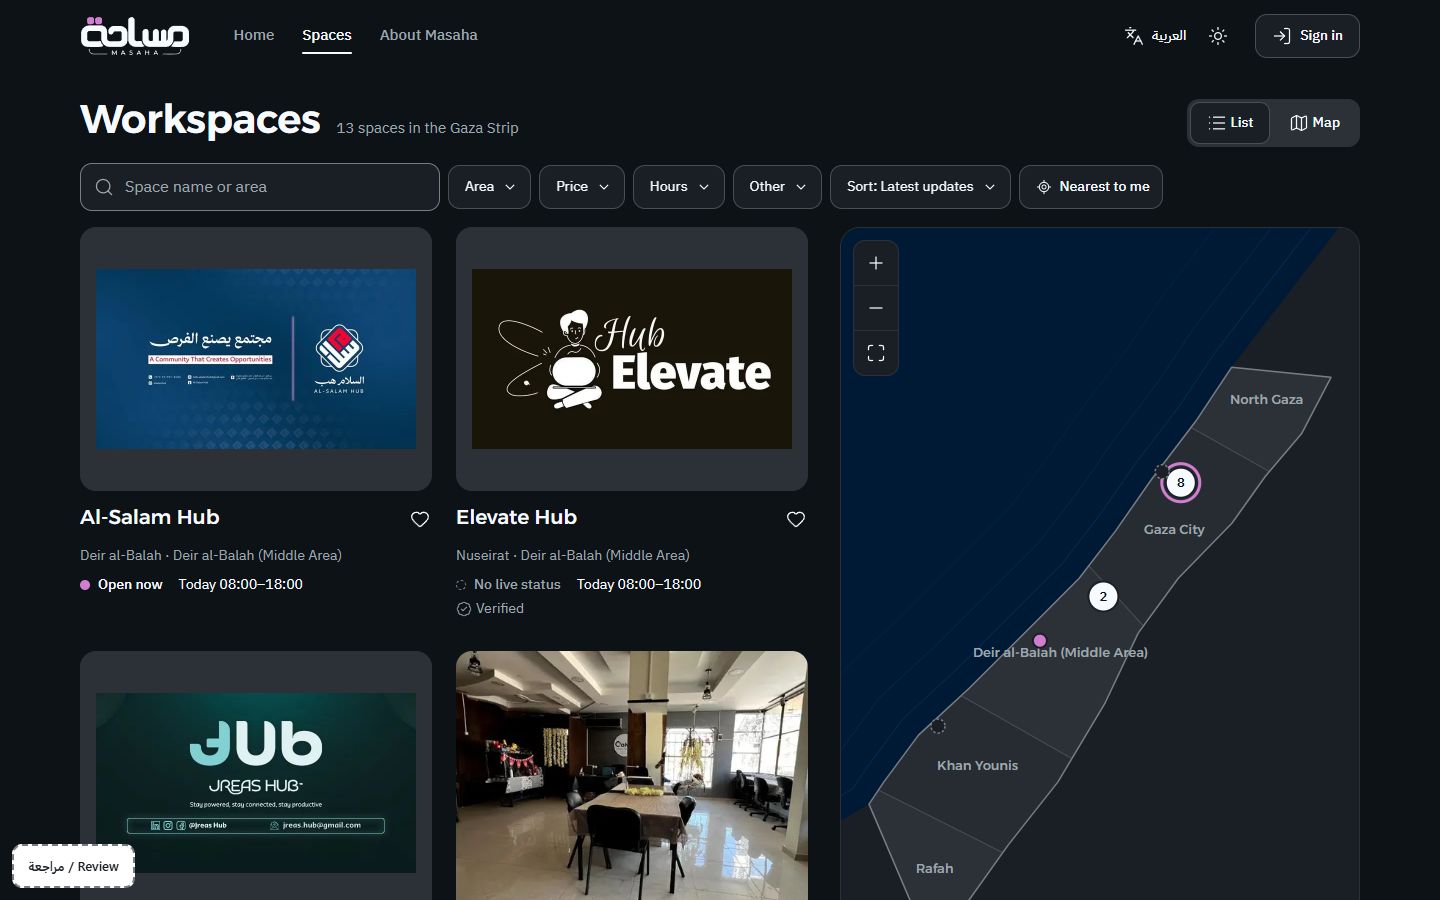 مساحة
MASAHA
Home
Spaces
About Masaha
العربية
Sign in
Workspaces
13 spaces in the Gaza Strip
List
Map
Space name or area
Area
Price
Hours
Other
Sort: Latest updates
Nearest to me
مجتمع يصنع الفرص
A Community That Creates Opportunities
السلام هب
AL-SALAM HUB
Hub
Elevate
Al-Salam Hub
Deir al-Balah · Deir al-Balah (Middle Area)
Open now
Today 08:00–18:00
Elevate Hub
Nuseirat · Deir al-Balah (Middle Area)
No live status
Today 08:00–18:00
Verified
JREAS HUB
Stay powered, stay connected, stay productive
@Jreas Hub
jreas.hub@gmail.com
North Gaza
8
Gaza City
2
Deir al-Balah (Middle Area)
Khan Younis
Rafah
مراجعة / Review